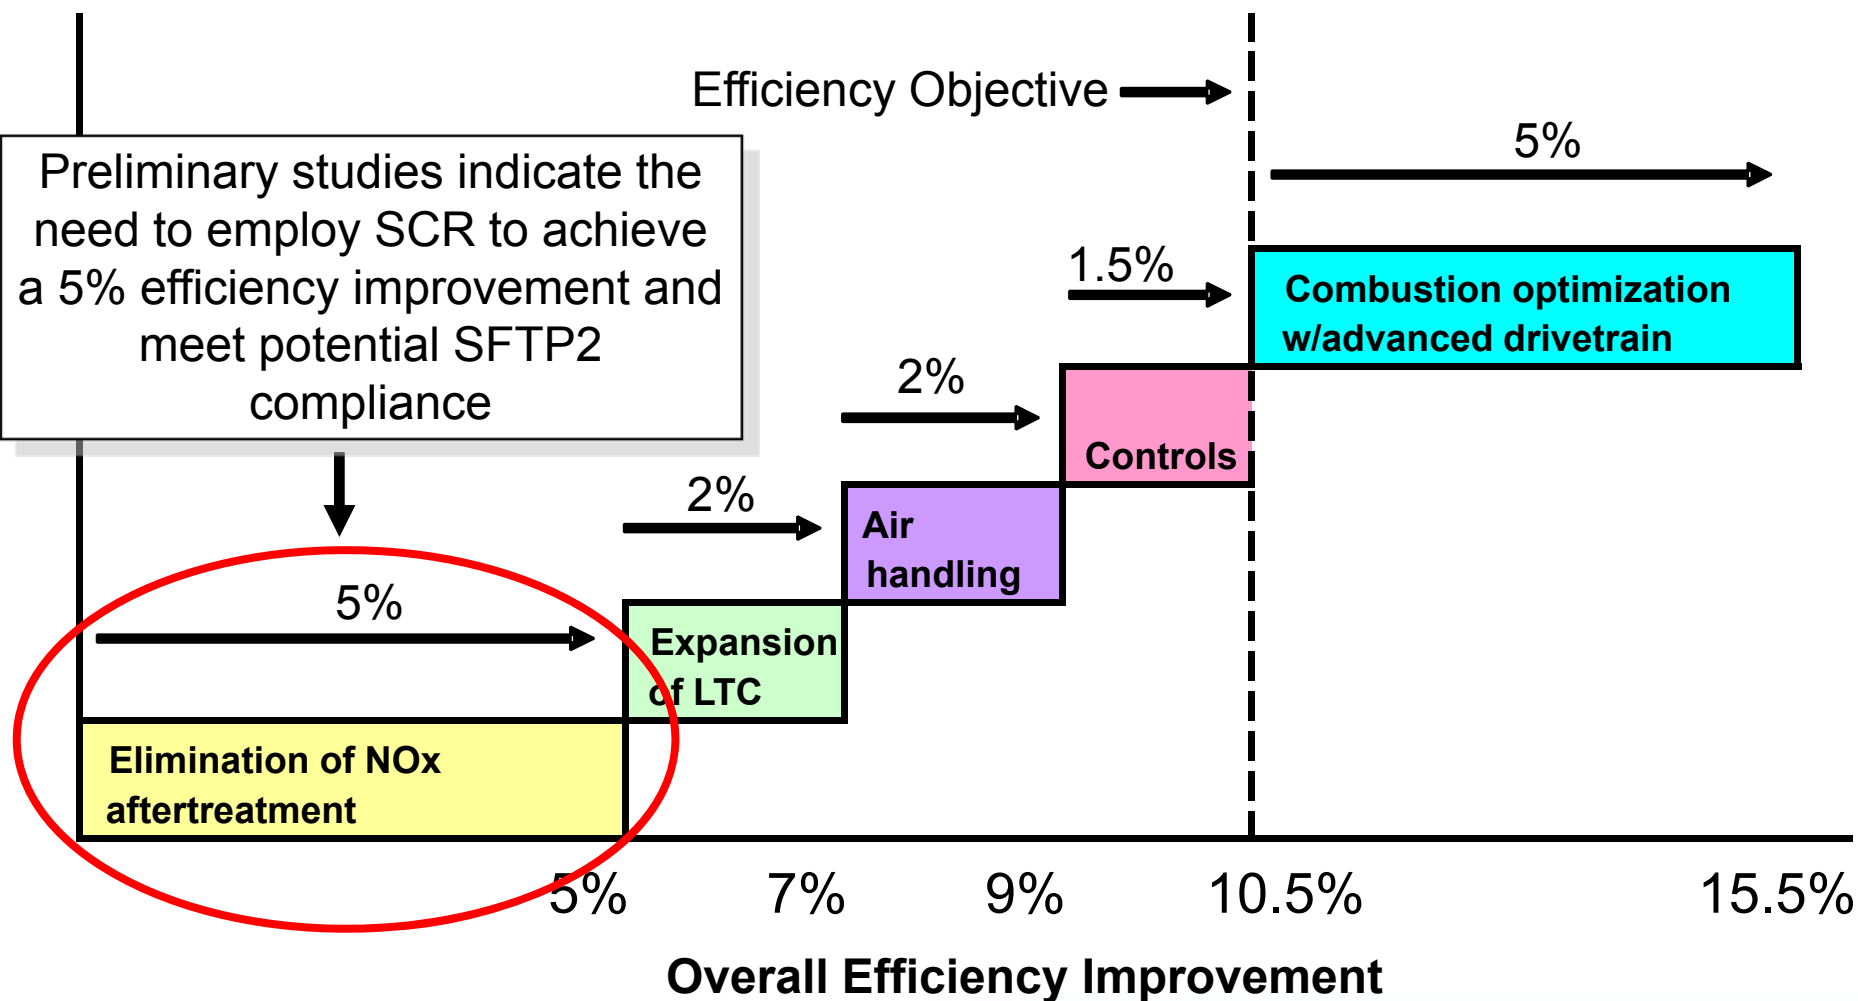 Efficiency Objective
5%
Preliminary studies indicate the
need to employ SCR to achieve
a 5% efficiency improvement and
meet potential SFTP2
compliance
1.5%
Combustion optimization
w/advanced drivetrain
2%
Controls
2%
Air
handling
5%
Expansion
of LTC
Elimination of NOx
aftertreatment
5%
7%
9%
10.5%
15.5%
Overall Efficiency Improvement